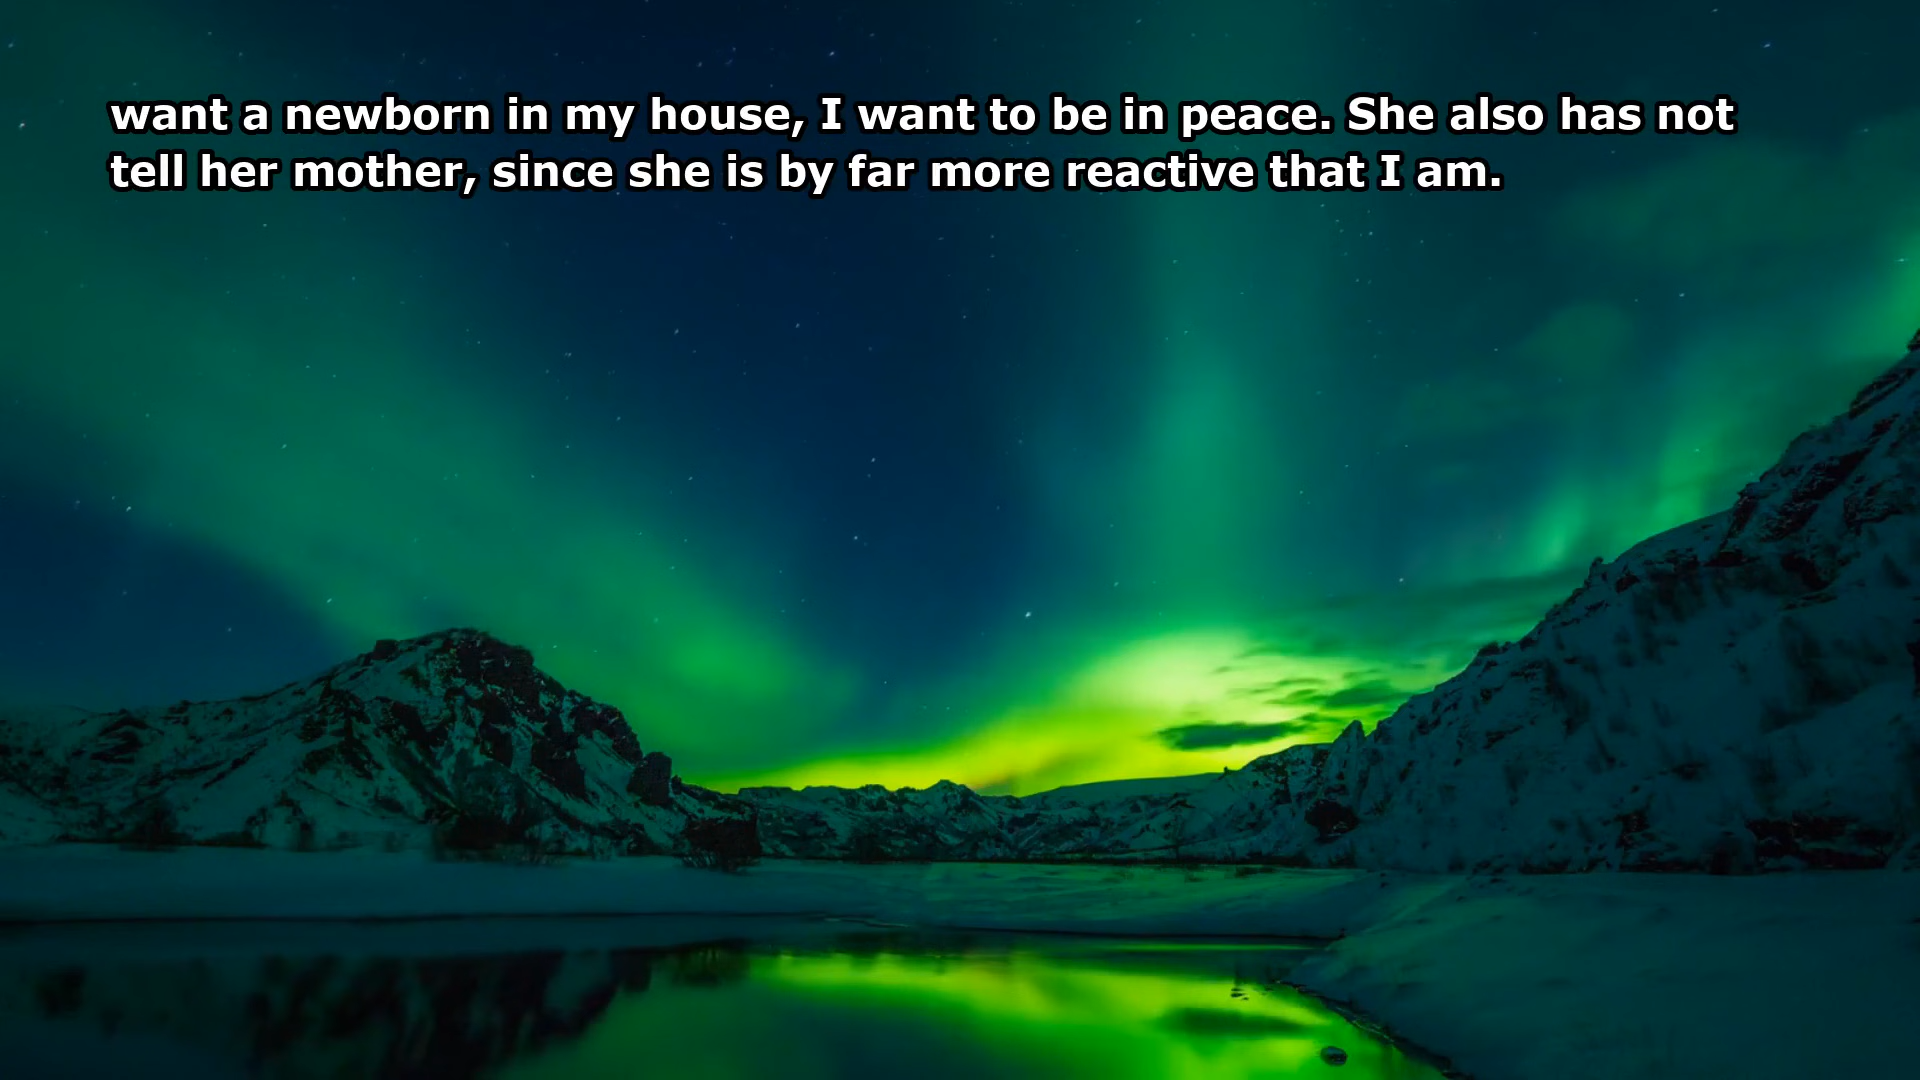 want a newborn in my house, I want to be in peace. She also has not
tell her mother, since she is by far more reactive that I am.